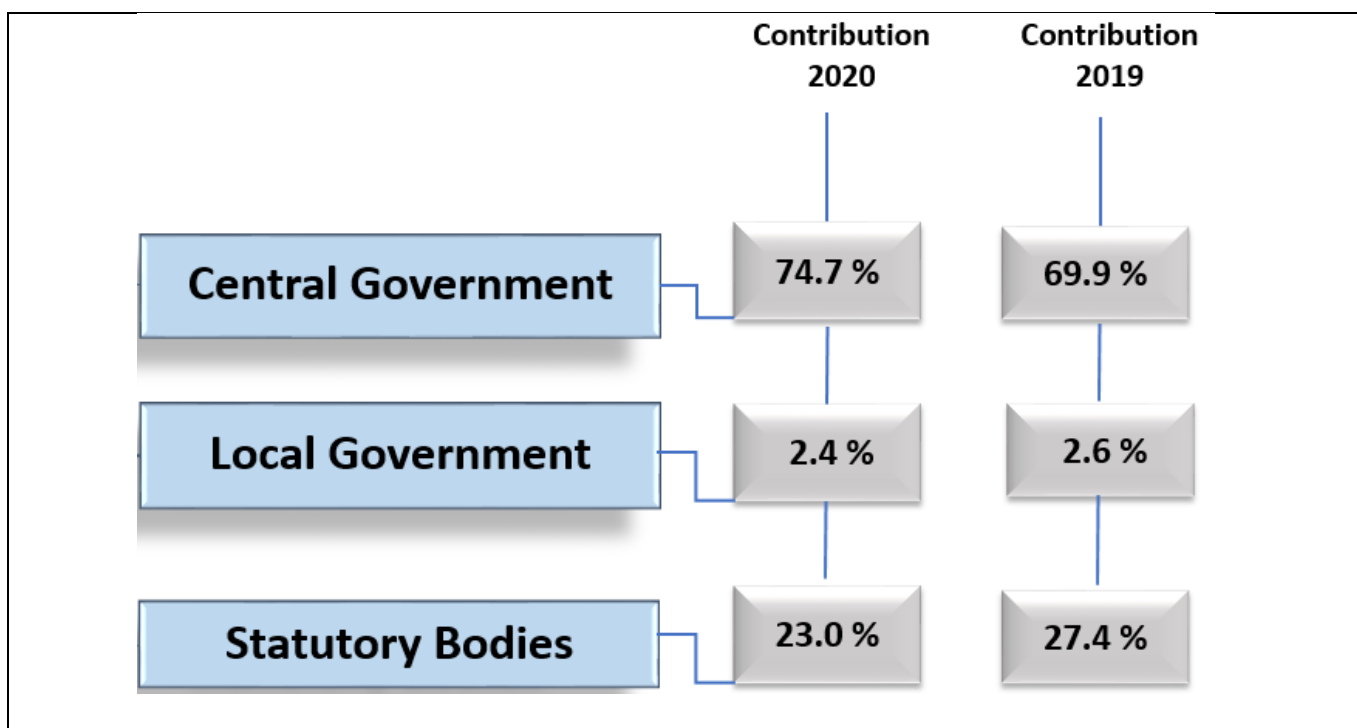 Contribution
2020
Contribution
2019
Central Government
74.7 %
69.9 %
Local Government
2.4 %
2.6 %
Statutory Bodies
23.0 %
27.4 %